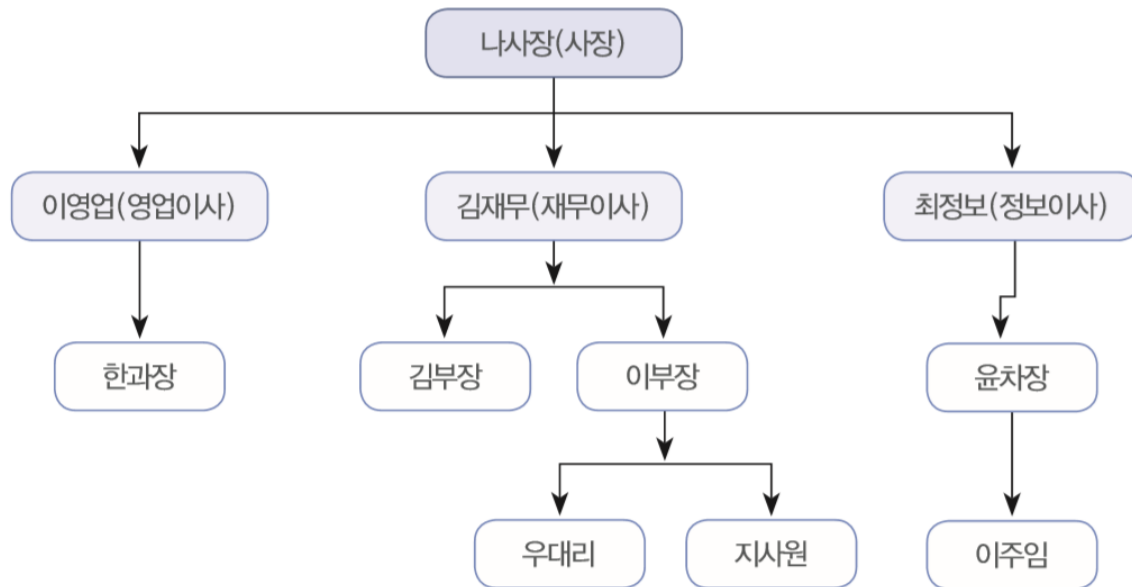 나사장(사장)
이영업(영업이사)
김재무(재무이사)
최정보(정보이사)
한과장
김부장
이부장
윤차장
우대리
지사원
이주임